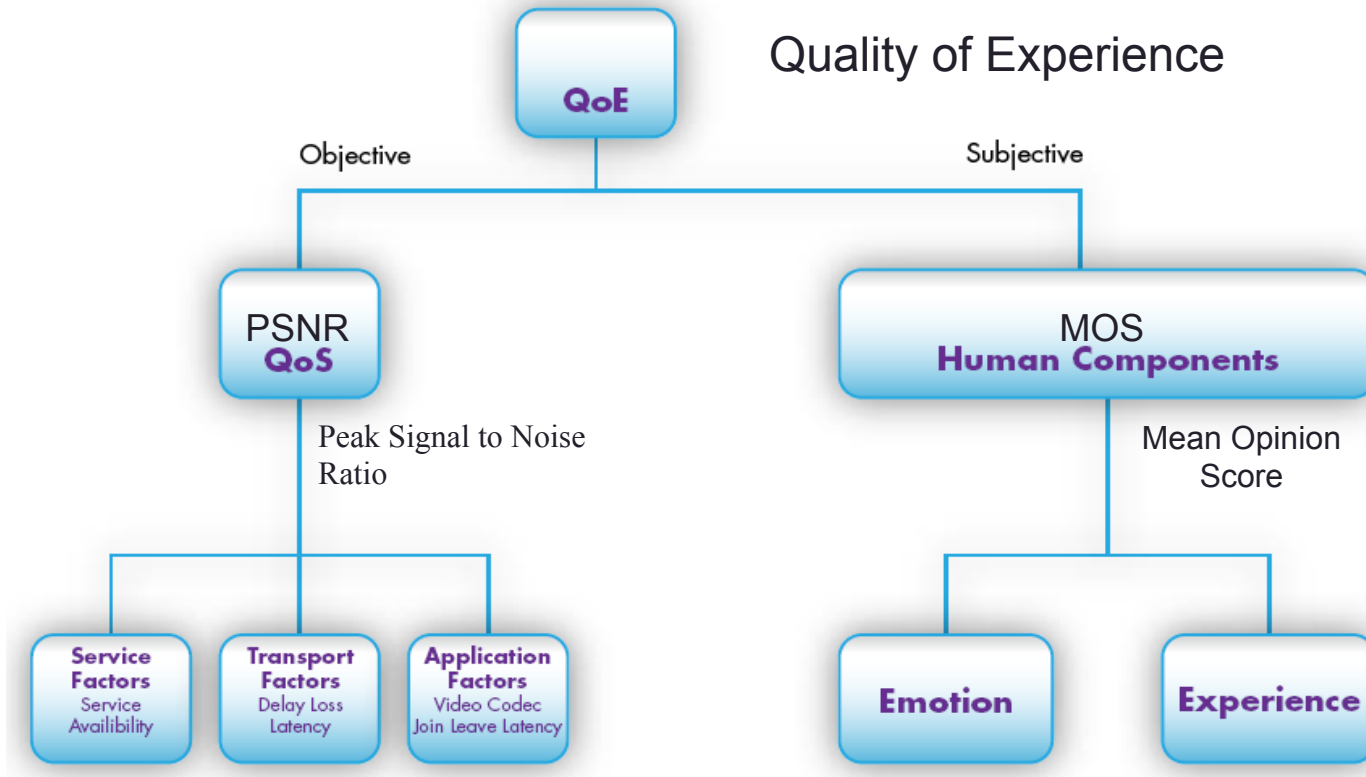 Quality of Experience
QoE
Objective
Subjective
PSNR
QoS
MOS
Human Components
Peak Signal to Noise
Ratio
Mean Opinion
Score
Service
Factors
Service
Availibility
Transport
Factors
Delay Loss
Latency
Application
Factors
Video Codec
Join Leave Latency
Emotion
Experience